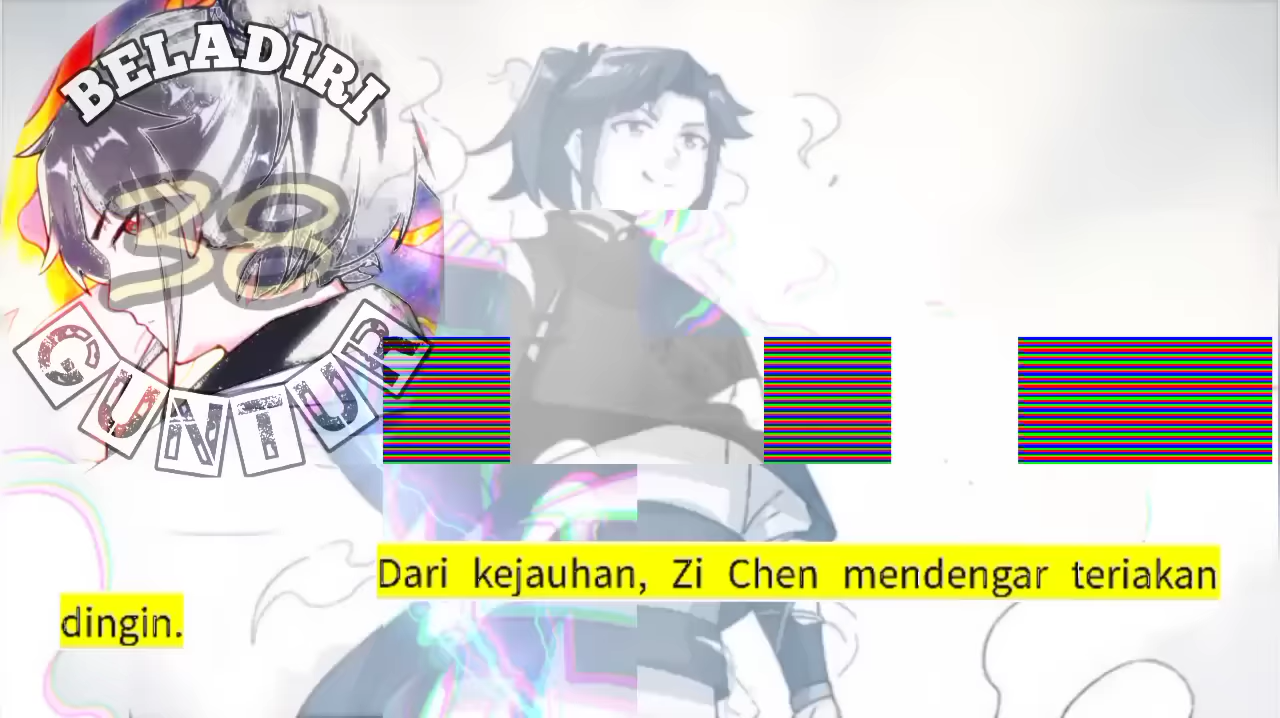 BELADIRI
38
GUNTUR
Dari kejauhan, Zi Chen mendengar teriakan
dingin.